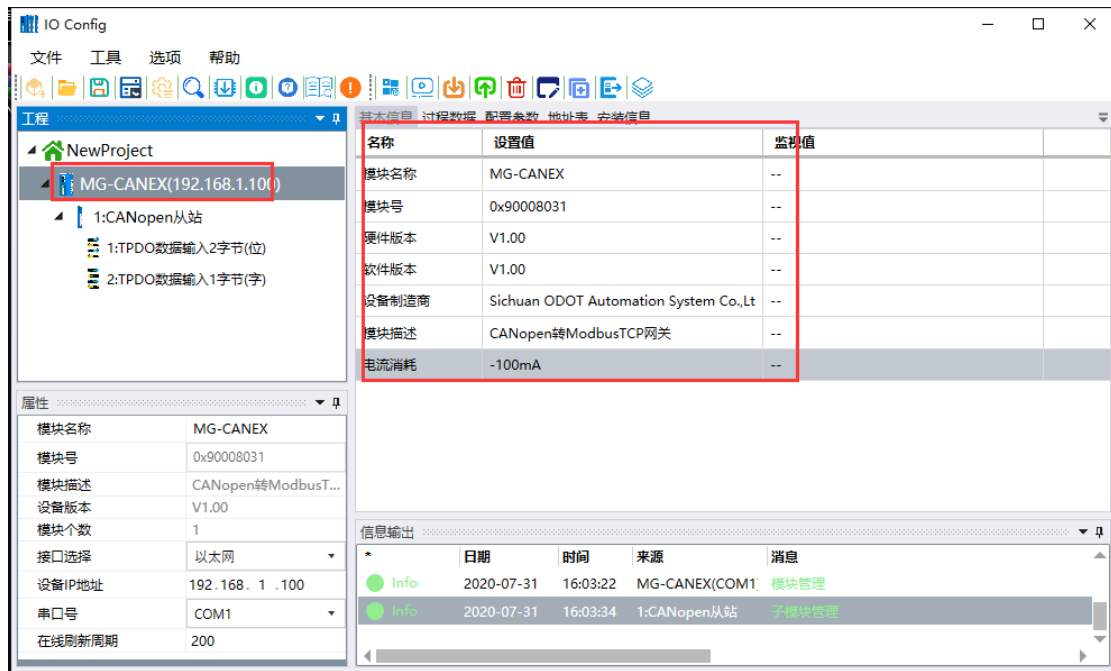 IO Config
文件 工具 选项 帮助
工程
NewProject
MG-CANEX(192.168.1.100)
1:CANopen从站
1:TPDO数据输入2字节(位)
2:TPDO数据输入1字节(字)
基本信息 过程数据 配置参数 地址表 安装信息
名称 设置值 监视值
模块名称 MG-CANEX --
模块号 0x90008031 --
硬件版本 V1.00 --
软件版本 V1.00 --
设备制造商 Sichuan ODOT Automation System Co.,Lt --
模块描述 CANopen转ModbusTCP网关 --
电流消耗 -100mA --
属性
模块名称 MG-CANEX
模块号 0x90008031
模块描述 CANopen转ModbusT...
设备版本 V1.00
模块个数 1
接口选择 以太网
设备IP地址 192.168. 1 .100
串口号 COM1
在线刷新周期 200
信息输出
* 日期 时间 来源 消息
Info 2020-07-31 16:03:22 MG-CANEX(COM1) 模块管理
Info 2020-07-31 16:03:34 1:CANopen从站 子模块管理